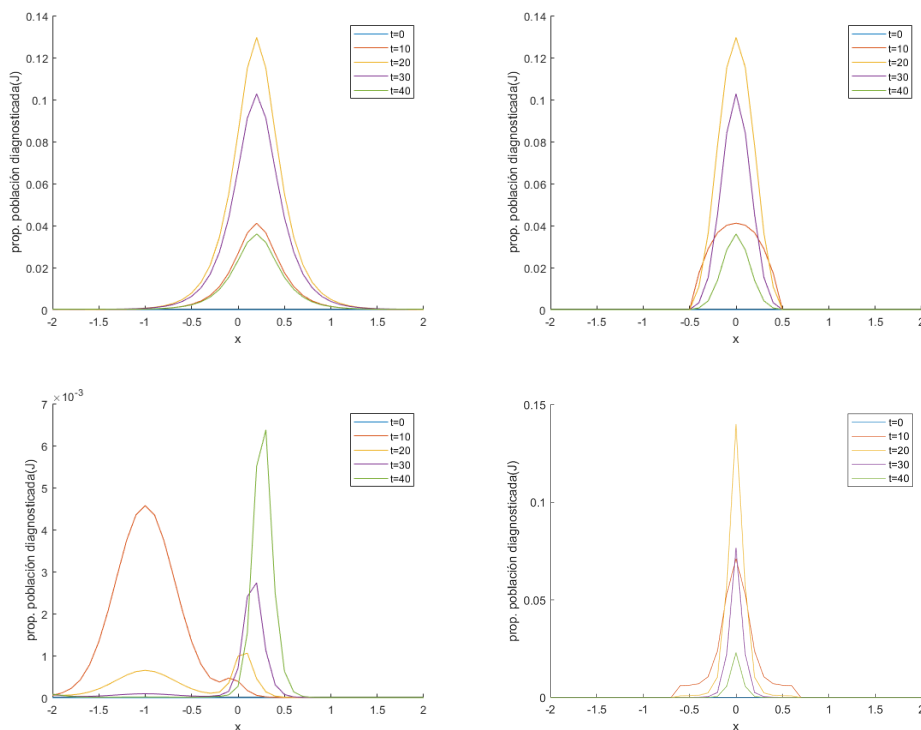 0.14
0.12
0.1
0.08
0.06
0.04
0.02
0
prop. población diagnosticada(J)
-2 -1.5 -1 -0.5 0 0.5 1 1.5 2
x
t=0
t=10
t=20
t=30
t=40
0.14
0.12
0.1
0.08
0.06
0.04
0.02
0
prop. población diagnosticada(J)
-2 -1.5 -1 -0.5 0 0.5 1 1.5 2
x
t=0
t=10
t=20
t=30
t=40
7 × 10⁻³
6
5
4
3
2
1
0
prop. población diagnosticada(J)
-2 -1.5 -1 -0.5 0 0.5 1 1.5 2
x
t=0
t=10
t=20
t=30
t=40
0.15
0.1
0.05
0
prop. población diagnosticada(J)
-2 -1.5 -1 -0.5 0 0.5 1 1.5 2
x
t=0
t=10
t=20
t=30
t=40